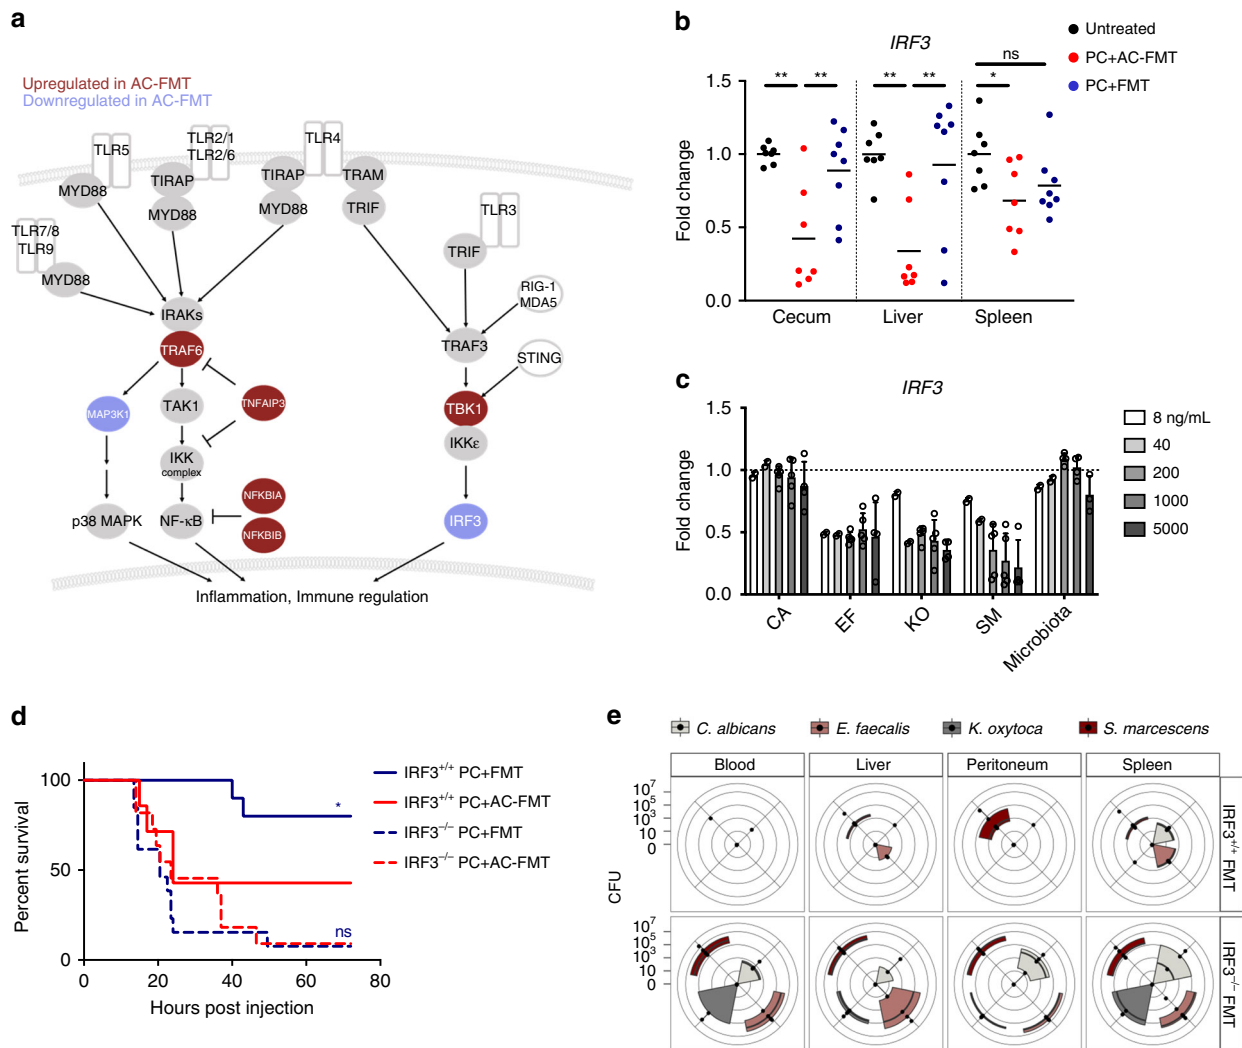 a
Upregulated in AC-FMT
Downregulated in AC-FMT
TLR5
TLR2/1
TLR2/6
TLR4
MYD88
TIRAP
MYD88
TIRAP
MYD88
TRAM
TRIF
TLR3
TRIF
TLR7/8
TLR9
MYD88
RIG-1
MDA5
IRAKs
TRAF6
TRAF3
STING
MAP3K1
TAK1
TNFAIP3
TBK1
IKKε
IKK
complex
NFKBIA
p38 MAPK
NF-κB
NFKBIB
IRF3
Inflammation, Immune regulation
b
IRF3
Untreated
PC+AC-FMT
PC+FMT
Fold change
1.5
1.0
0.5
0.0
** ** ** ** * ns
Cecum Liver Spleen
c
IRF3
Fold change
1.5
1.0
0.5
0.0
CA EF KO SM Microbiota
8 ng/mL
40
200
1000
5000
d
Percent survival
100
50
0
0 20 40 60 80
Hours post injection
*
ns
IRF3+/+ PC+FMT
IRF3+/+ PC+AC-FMT
IRF3−/− PC+FMT
IRF3−/− PC+AC-FMT
e
C. albicans E. faecalis K. oxytoca S. marcescens
Blood Liver Peritoneum Spleen
CFU
10⁷
10⁵
10³
10
0
IRF3+/+ FMT
10⁷
10⁵
10³
10
0
IRF3−/− FMT